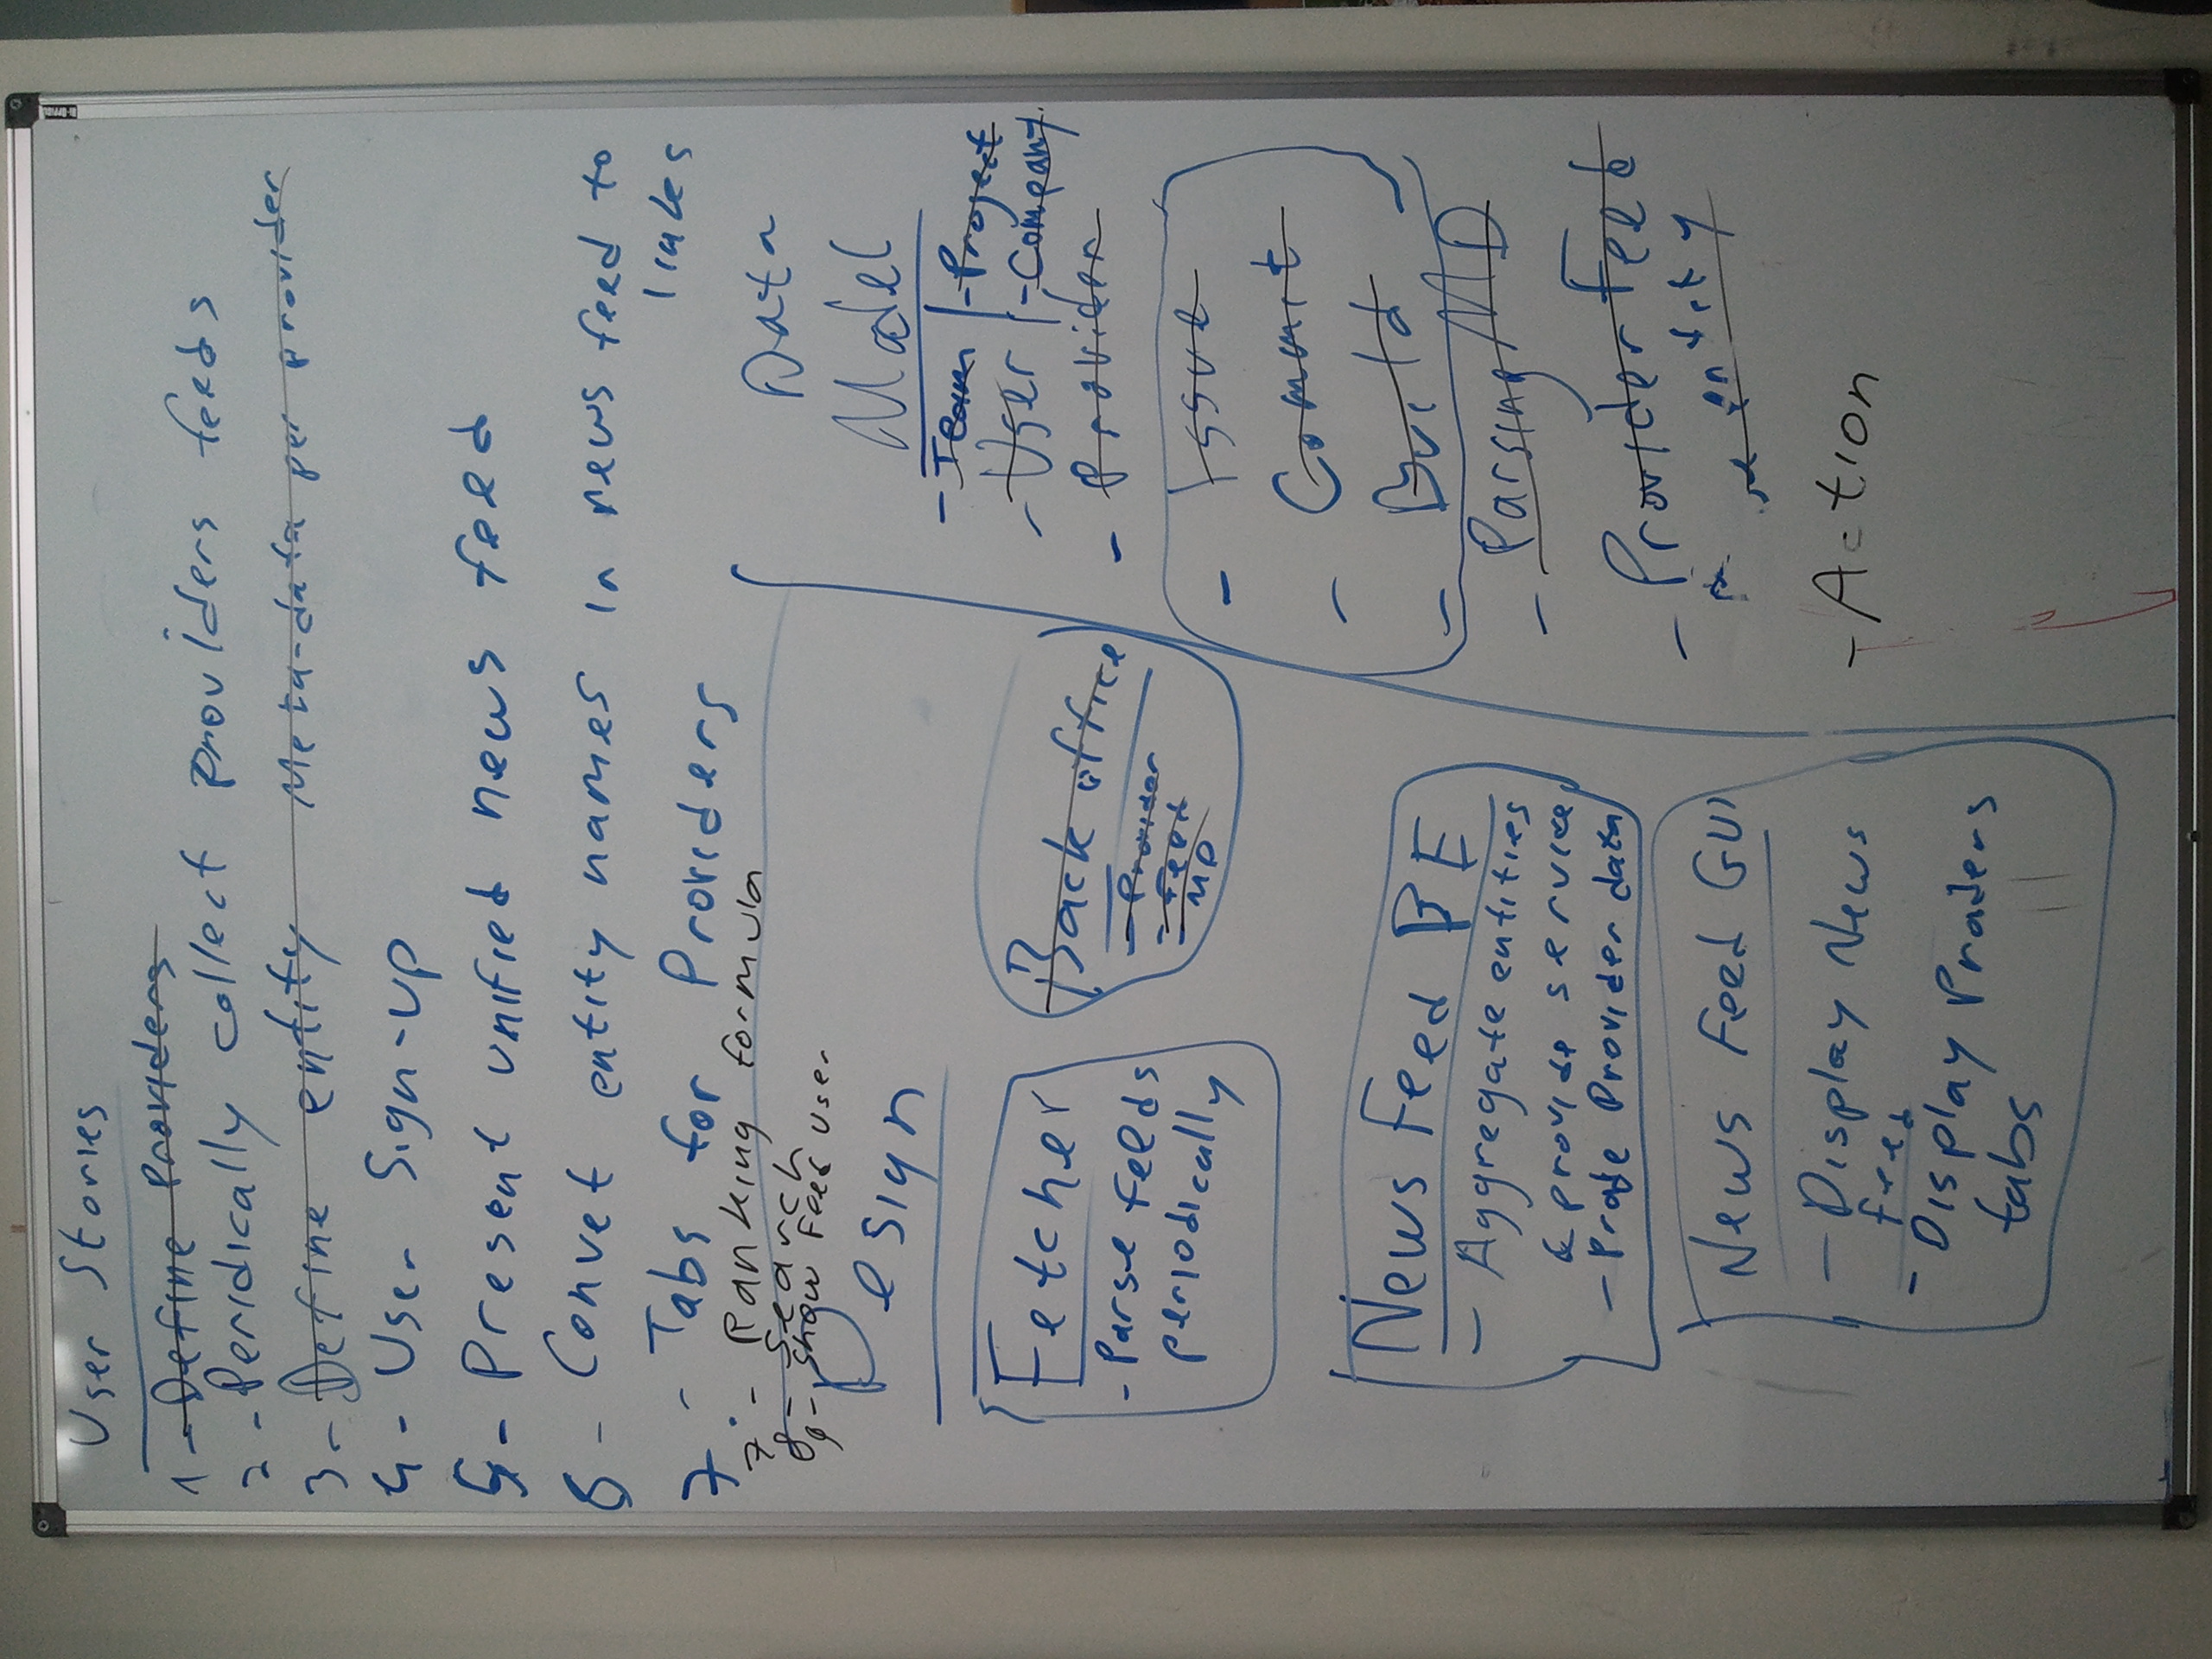 User Stories
1 - Define Providers
2 - Peridically collect providers feeds
3 - Define entity Meta-data per provider
4 - User Sign-up
5 - Present unified news feed
6 - Convet entity names in news feed to
links
7 - Tabs for Providers
7 - Ranking formula
8 - Search
9 - Show Feed User
Design
Fetcher
- Parse feeds
periodically
Back office
- Provider
- Feed
MD
News Feed BE
- Aggregate entities
& provide service
- Probe Provider data
News Feed GUI
- Display News
feed
- Display Proders
tabs
Data
Model
- Team | - Project
- User | - Company
- Provider
- Issue
- Commit
- Build
- Parsing MD
- Provider Feed
entity
- Action